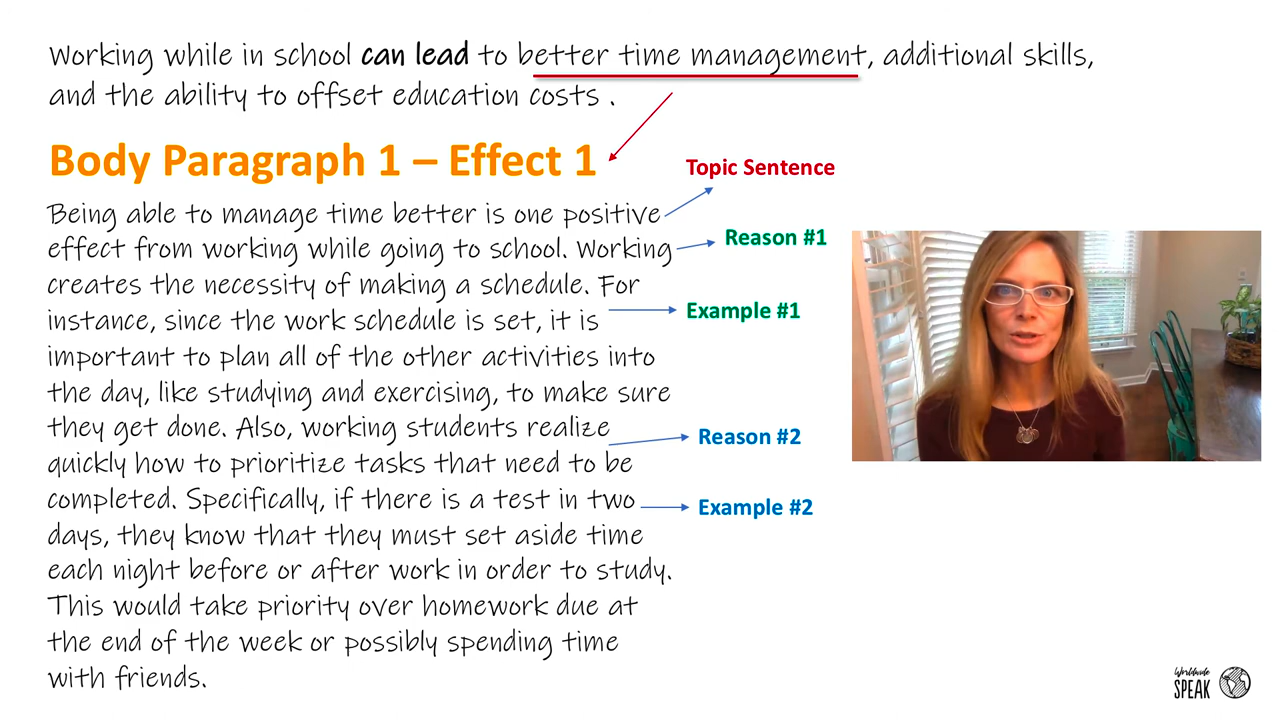 Working while in school can lead to better time management, additional skills,
and the ability to offset education costs .
Body Paragraph 1 – Effect 1
Topic Sentence
Being able to manage time better is one positive
effect from working while going to school. Working
Reason #1
creates the necessity of making a schedule. For
instance, since the work schedule is set, it is
Example #1
important to plan all of the other activities into
the day, like studying and exercising, to make sure
they get done. Also, working students realize
Reason #2
quickly how to prioritize tasks that need to be
completed. Specifically, if there is a test in two
Example #2
days, they know that they must set aside time
each night before or after work in order to study.
This would take priority over homework due at
the end of the week or possibly spending time
with friends.
Worldwide
SPEAK